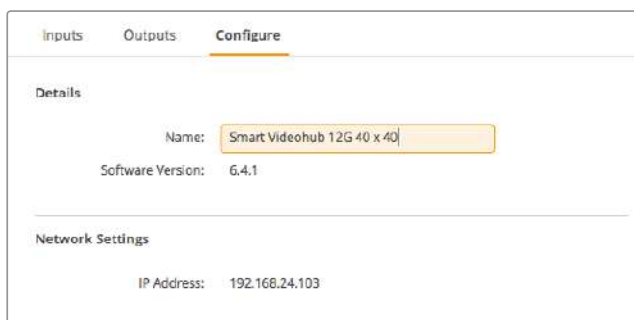 Inputs Outputs Configure
Details
Name: Smart Videohub 12G 40 x 40
Software Version: 6.4.1
Network Settings
IP Address: 192.168.24.103